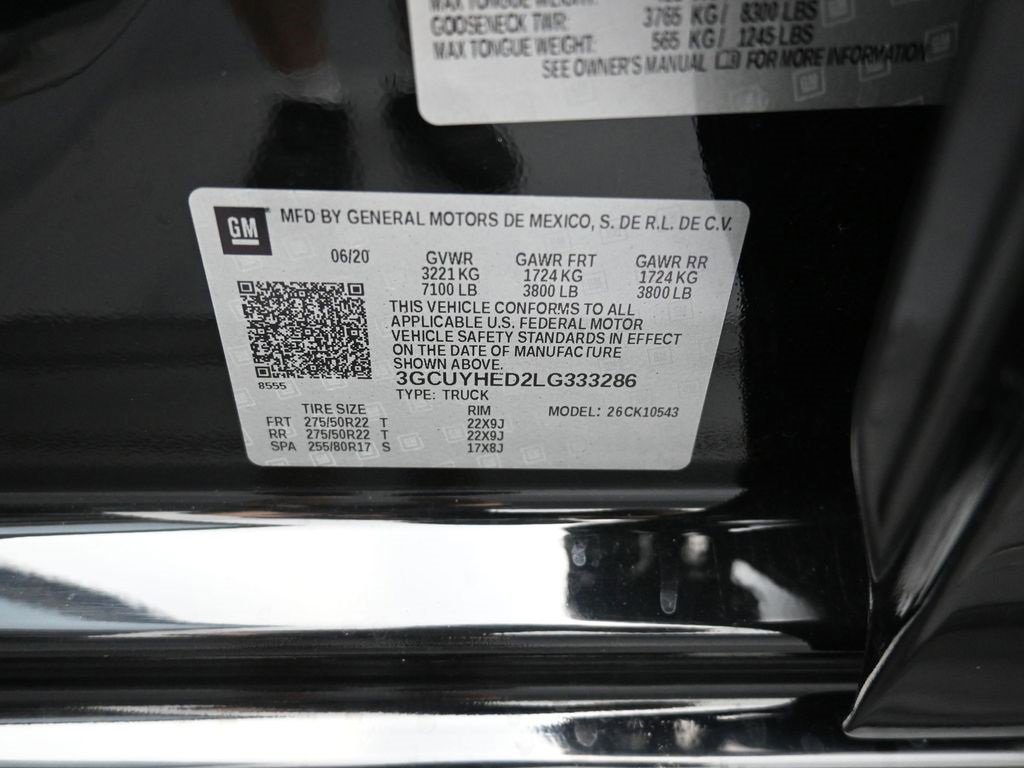 MAX TONGUE WEIGHT:
GOOSENECK TWR: 3765 KG/ 8300 LBS
MAX TONGUE WEIGHT: 565 KG/ 1245 LBS
SEE OWNER'S MANUAL FOR MORE INFORMATION
GM MFD BY GENERAL MOTORS DE MEXICO, S. DE R.L. DE C.V.
06/20 GVWR GAWR FRT GAWR RR
3221 KG 1724 KG 1724 KG
7100 LB 3800 LB 3800 LB
THIS VEHICLE CONFORMS TO ALL
APPLICABLE U.S. FEDERAL MOTOR
VEHICLE SAFETY STANDARDS IN EFFECT
ON THE DATE OF MANUFACTURE
SHOWN ABOVE.
8555 3GCUYHED2LG333286
TYPE: TRUCK
TIRE SIZE RIM MODEL: 26CK10543
FRT 275/50R22 T 22X9J
RR 275/50R22 T 22X9J
SPA 255/80R17 S 17X8J